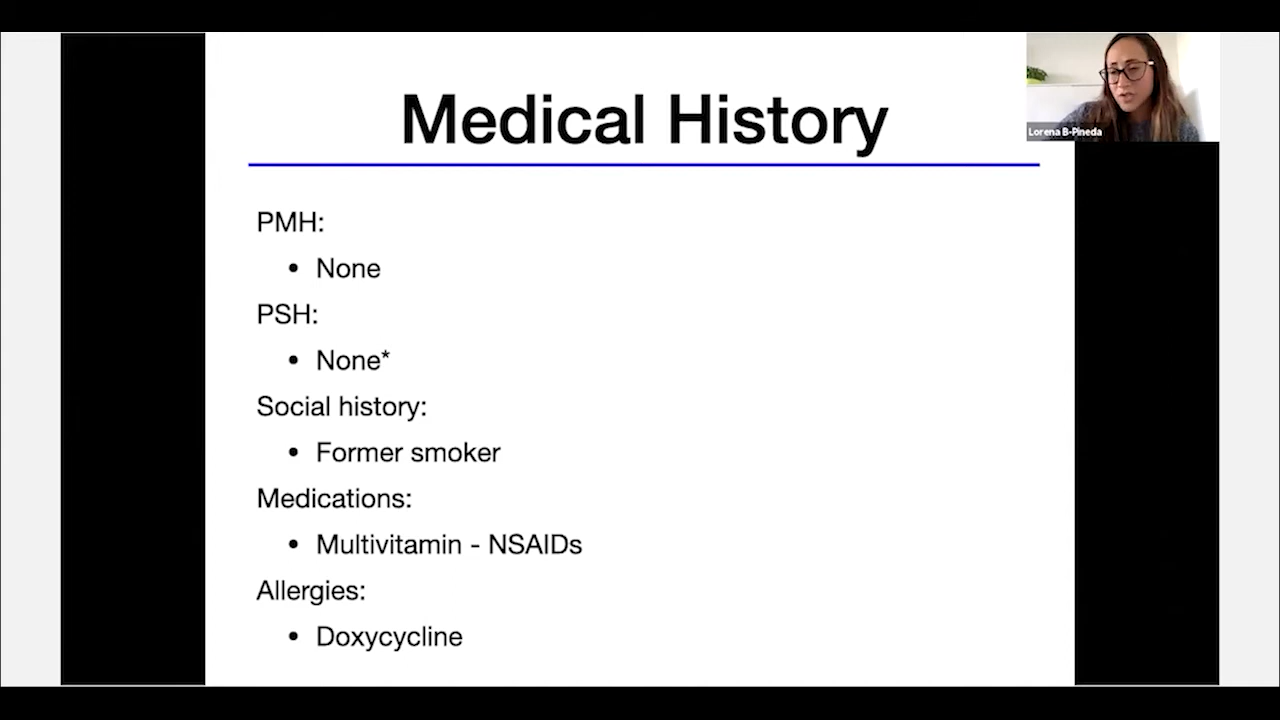 Medical History
Lorena B-Pineda
PMH:
• None
PSH:
• None*
Social history:
• Former smoker
Medications:
• Multivitamin - NSAIDs
Allergies:
• Doxycycline